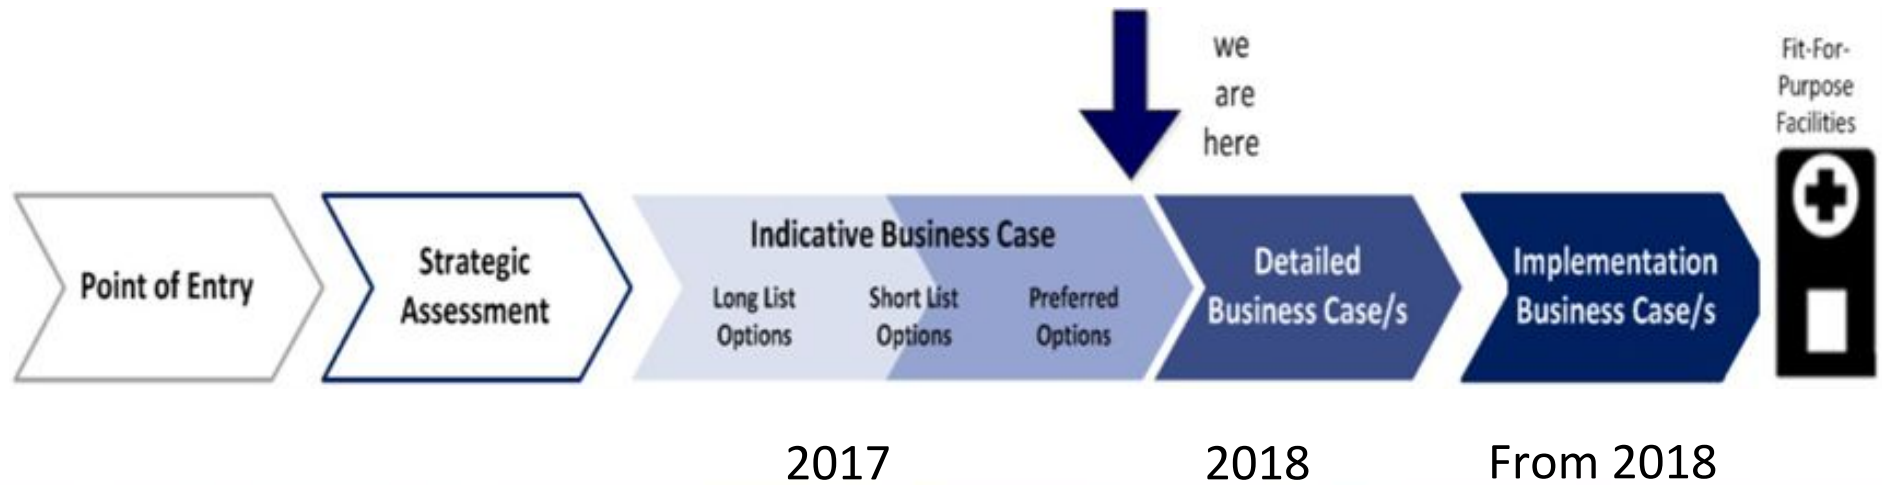 we
are
here
Fit-For-
Purpose
Facilities
Point of Entry
Strategic
Assessment
Indicative Business Case
Long List
Options
Short List
Options
Preferred
Options
Detailed
Business Case/s
Implementation
Business Case/s
2017
2018
From 2018